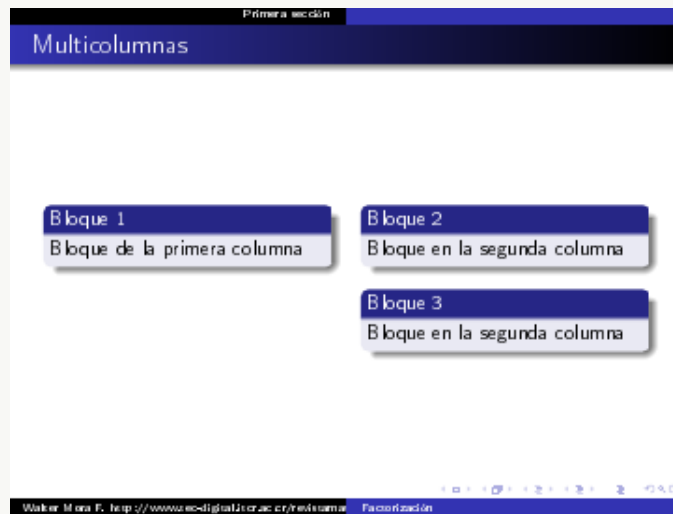 Primera sección
Multicolumnas
Bloque 1
Bloque de la primera columna
Bloque 2
Bloque en la segunda columna
Bloque 3
Bloque en la segunda columna
Walter Mora F.
Factorización